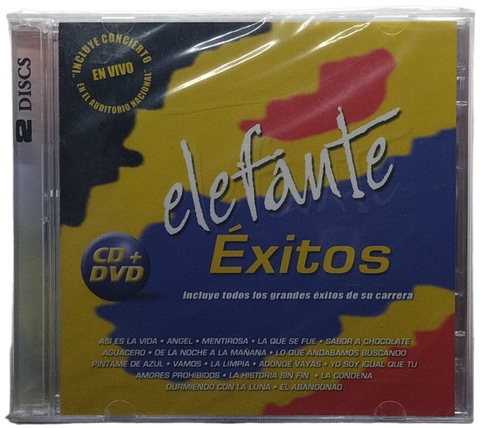 2 DISCS
"INCLUYE CONCIERTO
EN VIVO
EN EL AUDITORIO NACIONAL"
elefante
Éxitos
CD +
DVD
Incluye todos los grandes éxitos de su carrera
ASI ES LA VIDA • ANGEL • MENTIROSA • LA QUE SE FUE • SABOR A CHOCOLATE
AGUACERO • DE LA NOCHE A LA MAÑANA • LO QUE ANDABAMOS BUSCANDO
PINTAME DE AZUL • VAMOS • LA LIMPIA • ADONDE VAYAS • YO SOY IGUAL QUE TU
AMORES PROHIBIDOS • LA HISTORIA SIN FIN • LA CONDENA
DURMIENDO CON LA LUNA • EL ABANDONAO